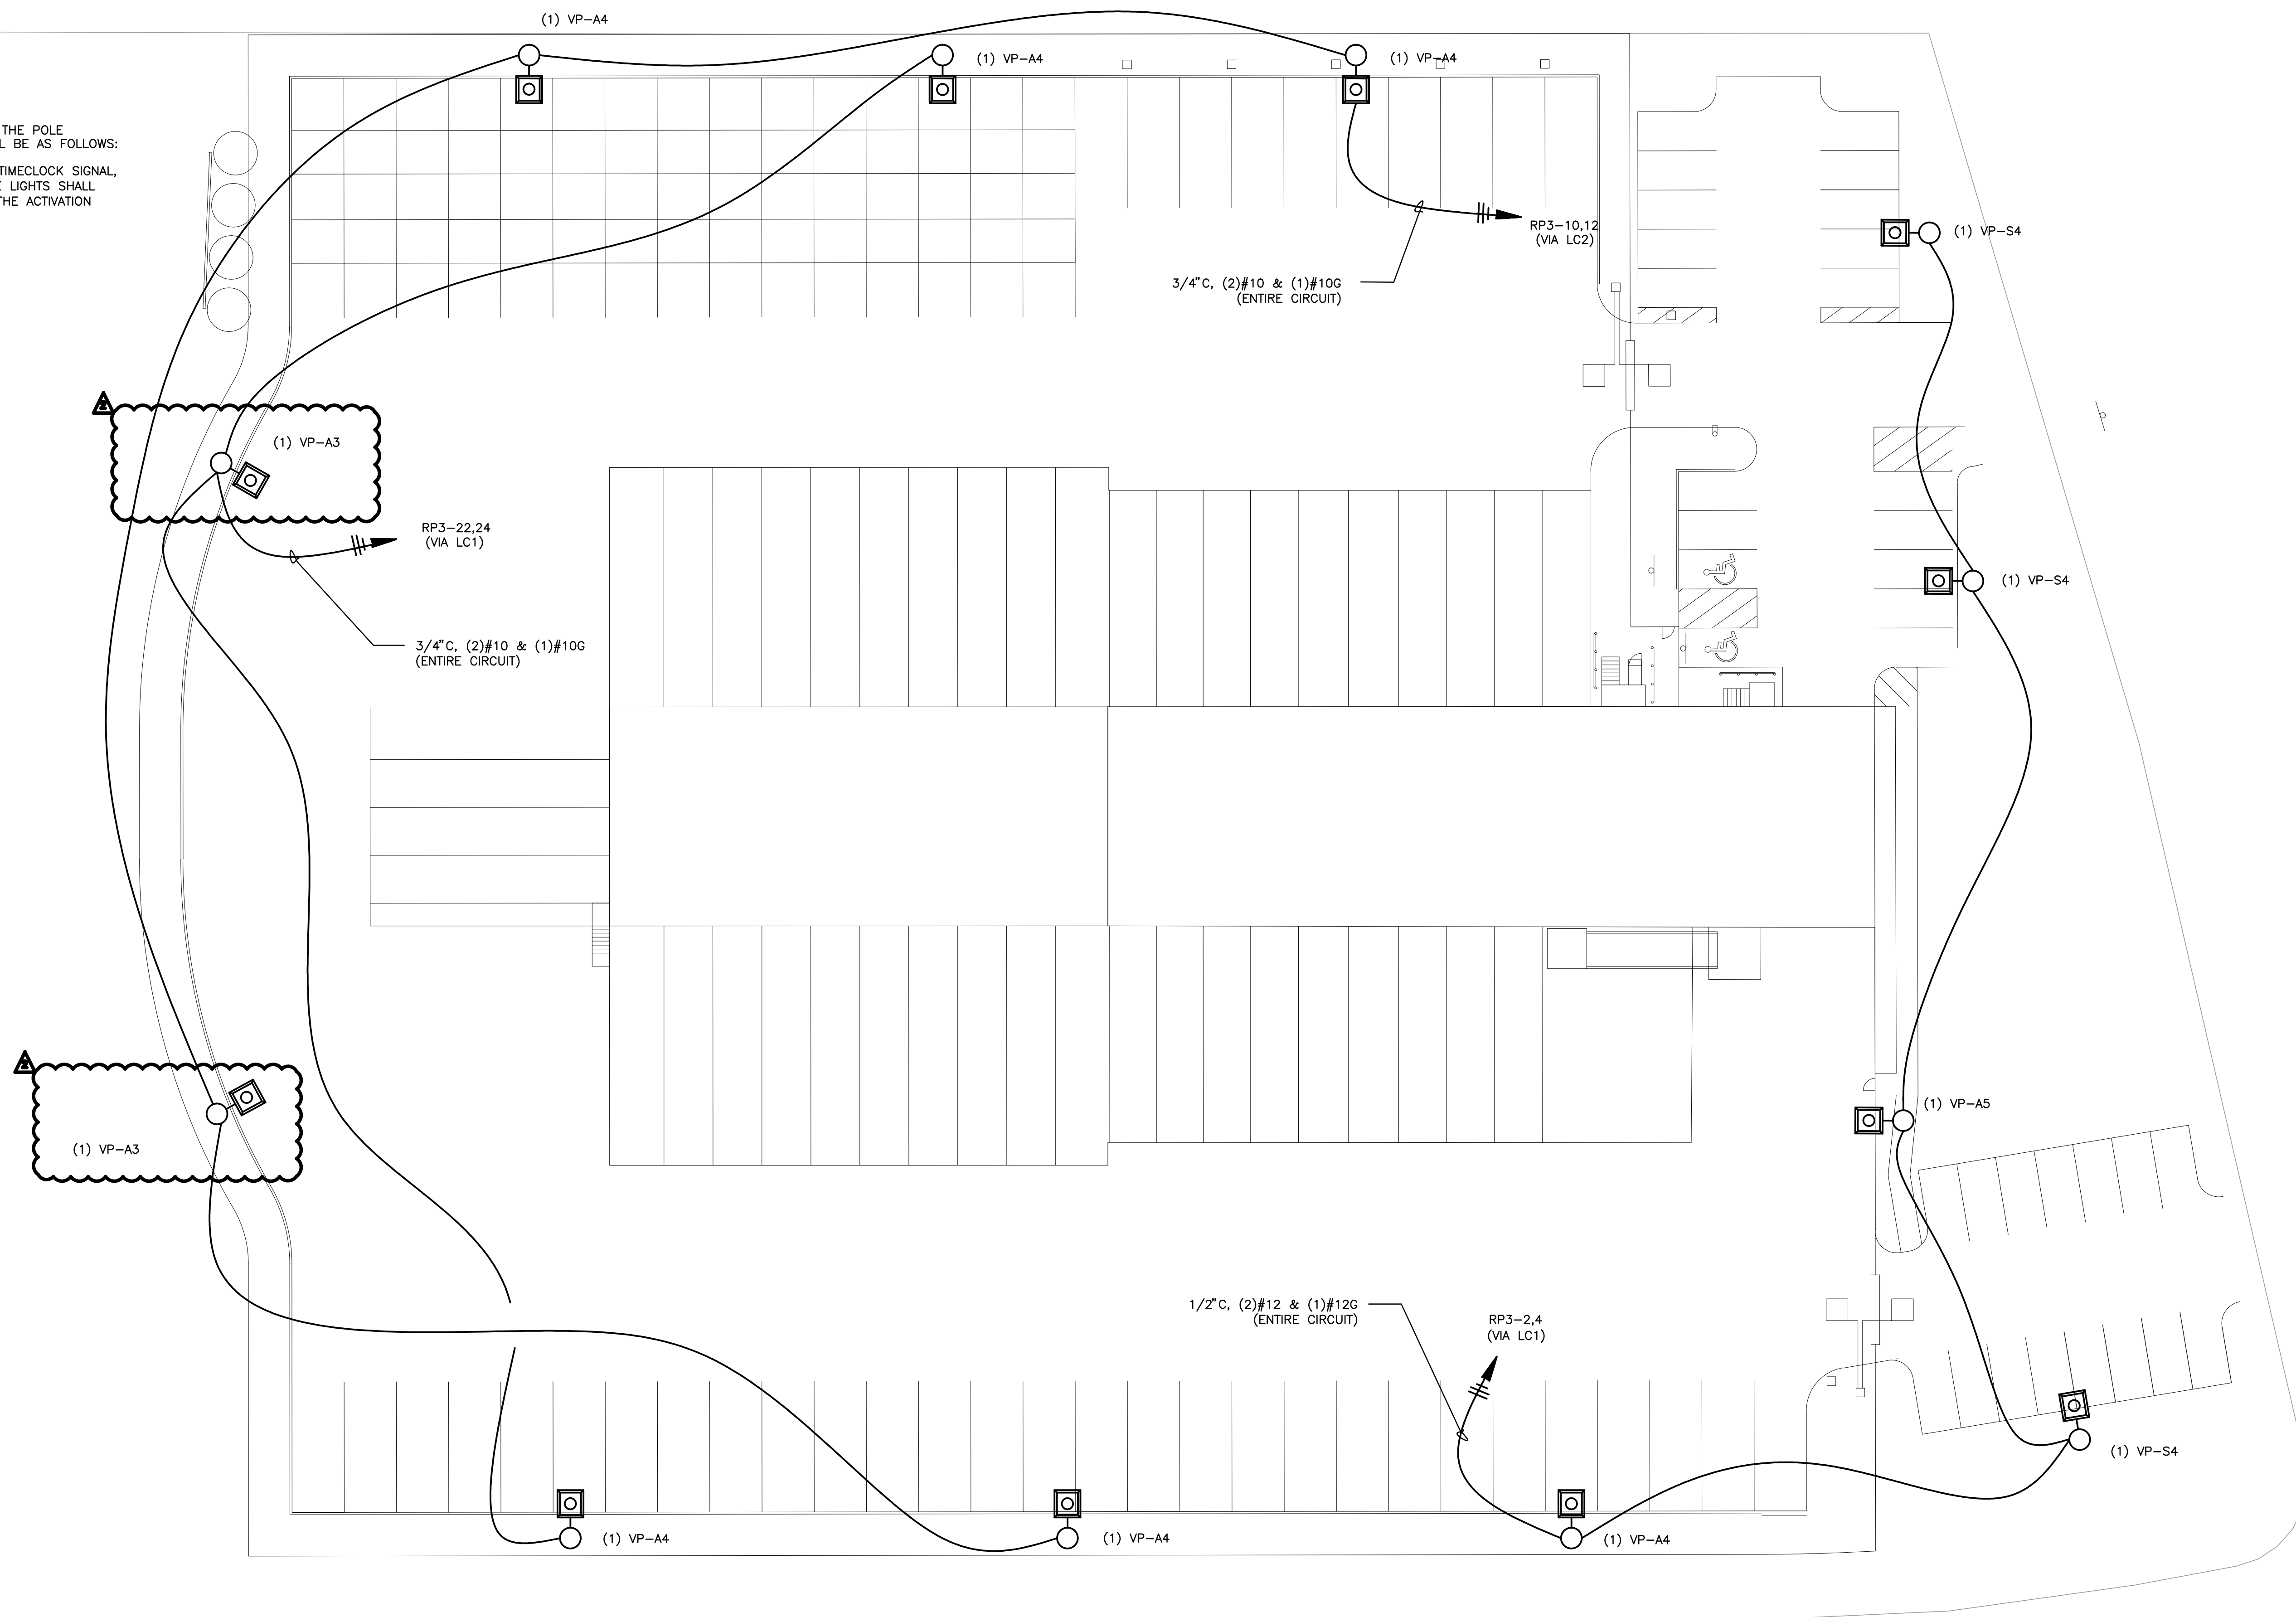 (1) VP-A4
(1) VP-A4
(1) VP-A4
THE POLE
L BE AS FOLLOWS:
TIMECLOCK SIGNAL,
E LIGHTS SHALL
THE ACTIVATION
RP3-10,12
(VIA LC2)
(1) VP-S4
3/4"C, (2)#10 & (1)#10G
(ENTIRE CIRCUIT)
2
(1) VP-A3
RP3-22,24
(VIA LC1)
(1) VP-S4
3/4"C, (2)#10 & (1)#10G
(ENTIRE CIRCUIT)
2
(1) VP-A5
(1) VP-A3
1/2"C, (2)#12 & (1)#12G
(ENTIRE CIRCUIT)
RP3-2,4
(VIA LC1)
(1) VP-S4
(1) VP-A4
(1) VP-A4
(1) VP-A4